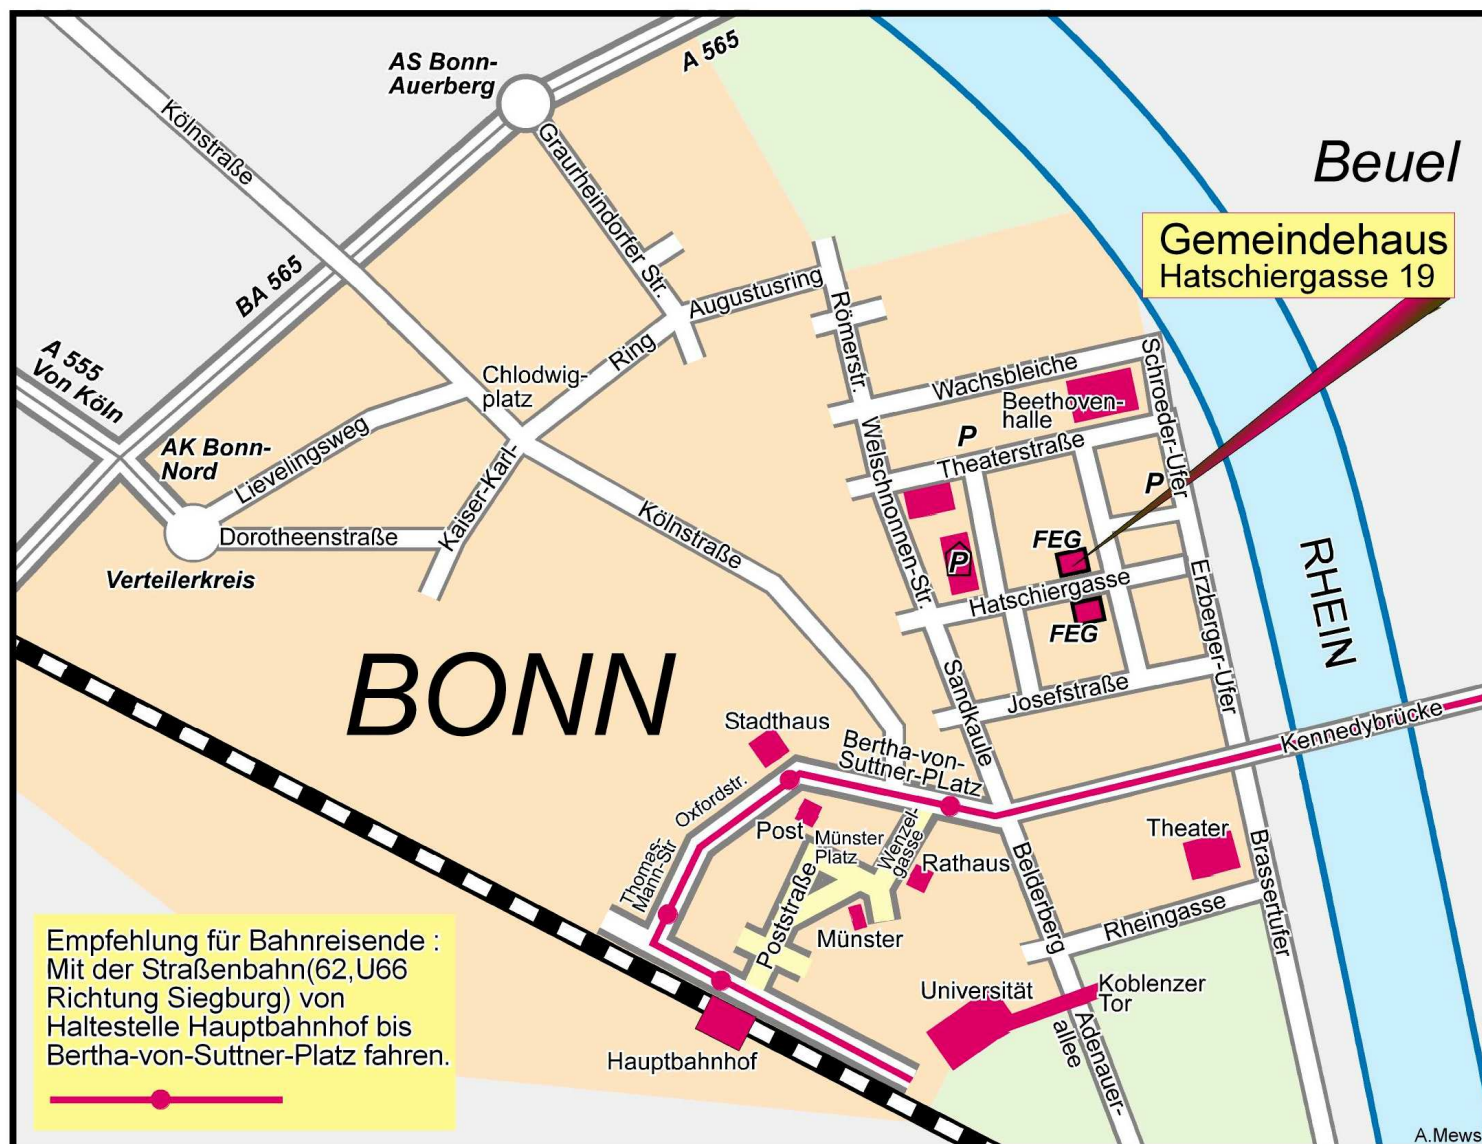 AS Bonn-
Auerberg
A 565
Kölnstraße
Graurheindorfer Str.
Beuel
Gemeindehaus
Hatschiergasse 19
BA 565
Augustusring
Römerstr.
A 555
Von Köln
Chlodwig-
platz
Ring
Kaiser-Karl-
Wachsbleiche
Schroeder-Ufer
Beethoven-
halle
AK Bonn-
Nord
Lievelingsweg
P
Theaterstraße
P
Welschnonnen-Str.
Dorotheenstraße
Kölnstraße
Verteilerkreis
P
FEG
Hatschiergasse
FEG
Erzberger-Ufer
RHEIN
BONN
Sandkaule
Josefstraße
Stadthaus
Bertha-von-
Suttner-PLatz
Kennedybrücke
Oxfordstr.
Post
Münster
Platz
Wenzel-
gasse
Rathaus
Theater
Thomas-
Mann-Str
Poststraße
Münster
Belderberg
Rheingasse
Brassertufer
Universität
Koblenzer
Tor
Adenauer-
allee
Hauptbahnhof
Empfehlung für Bahnreisende :
Mit der Straßenbahn(62,U66
Richtung Siegburg) von
Haltestelle Hauptbahnhof bis
Bertha-von-Suttner-Platz fahren.
A.Mews